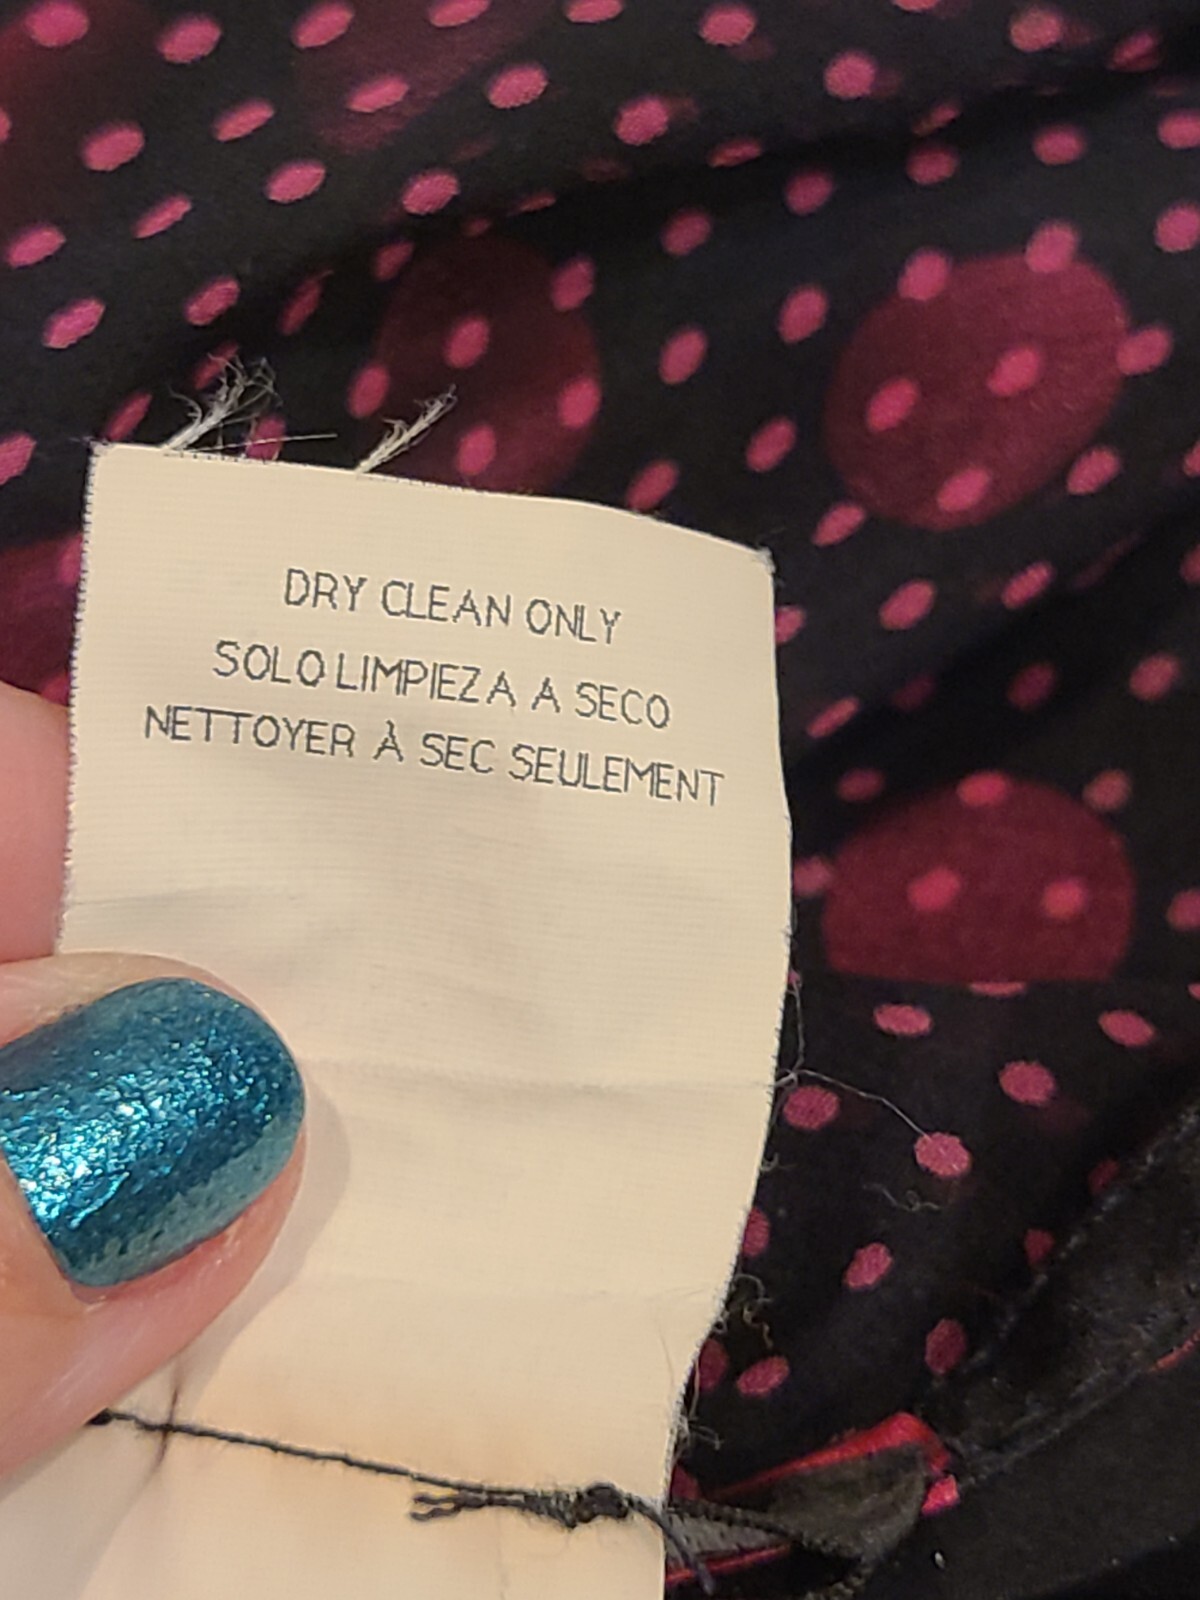 DRY CLEAN ONLY
SOLO LIMPIEZA A SECO
NETTOYER À SEC SEULEMENT